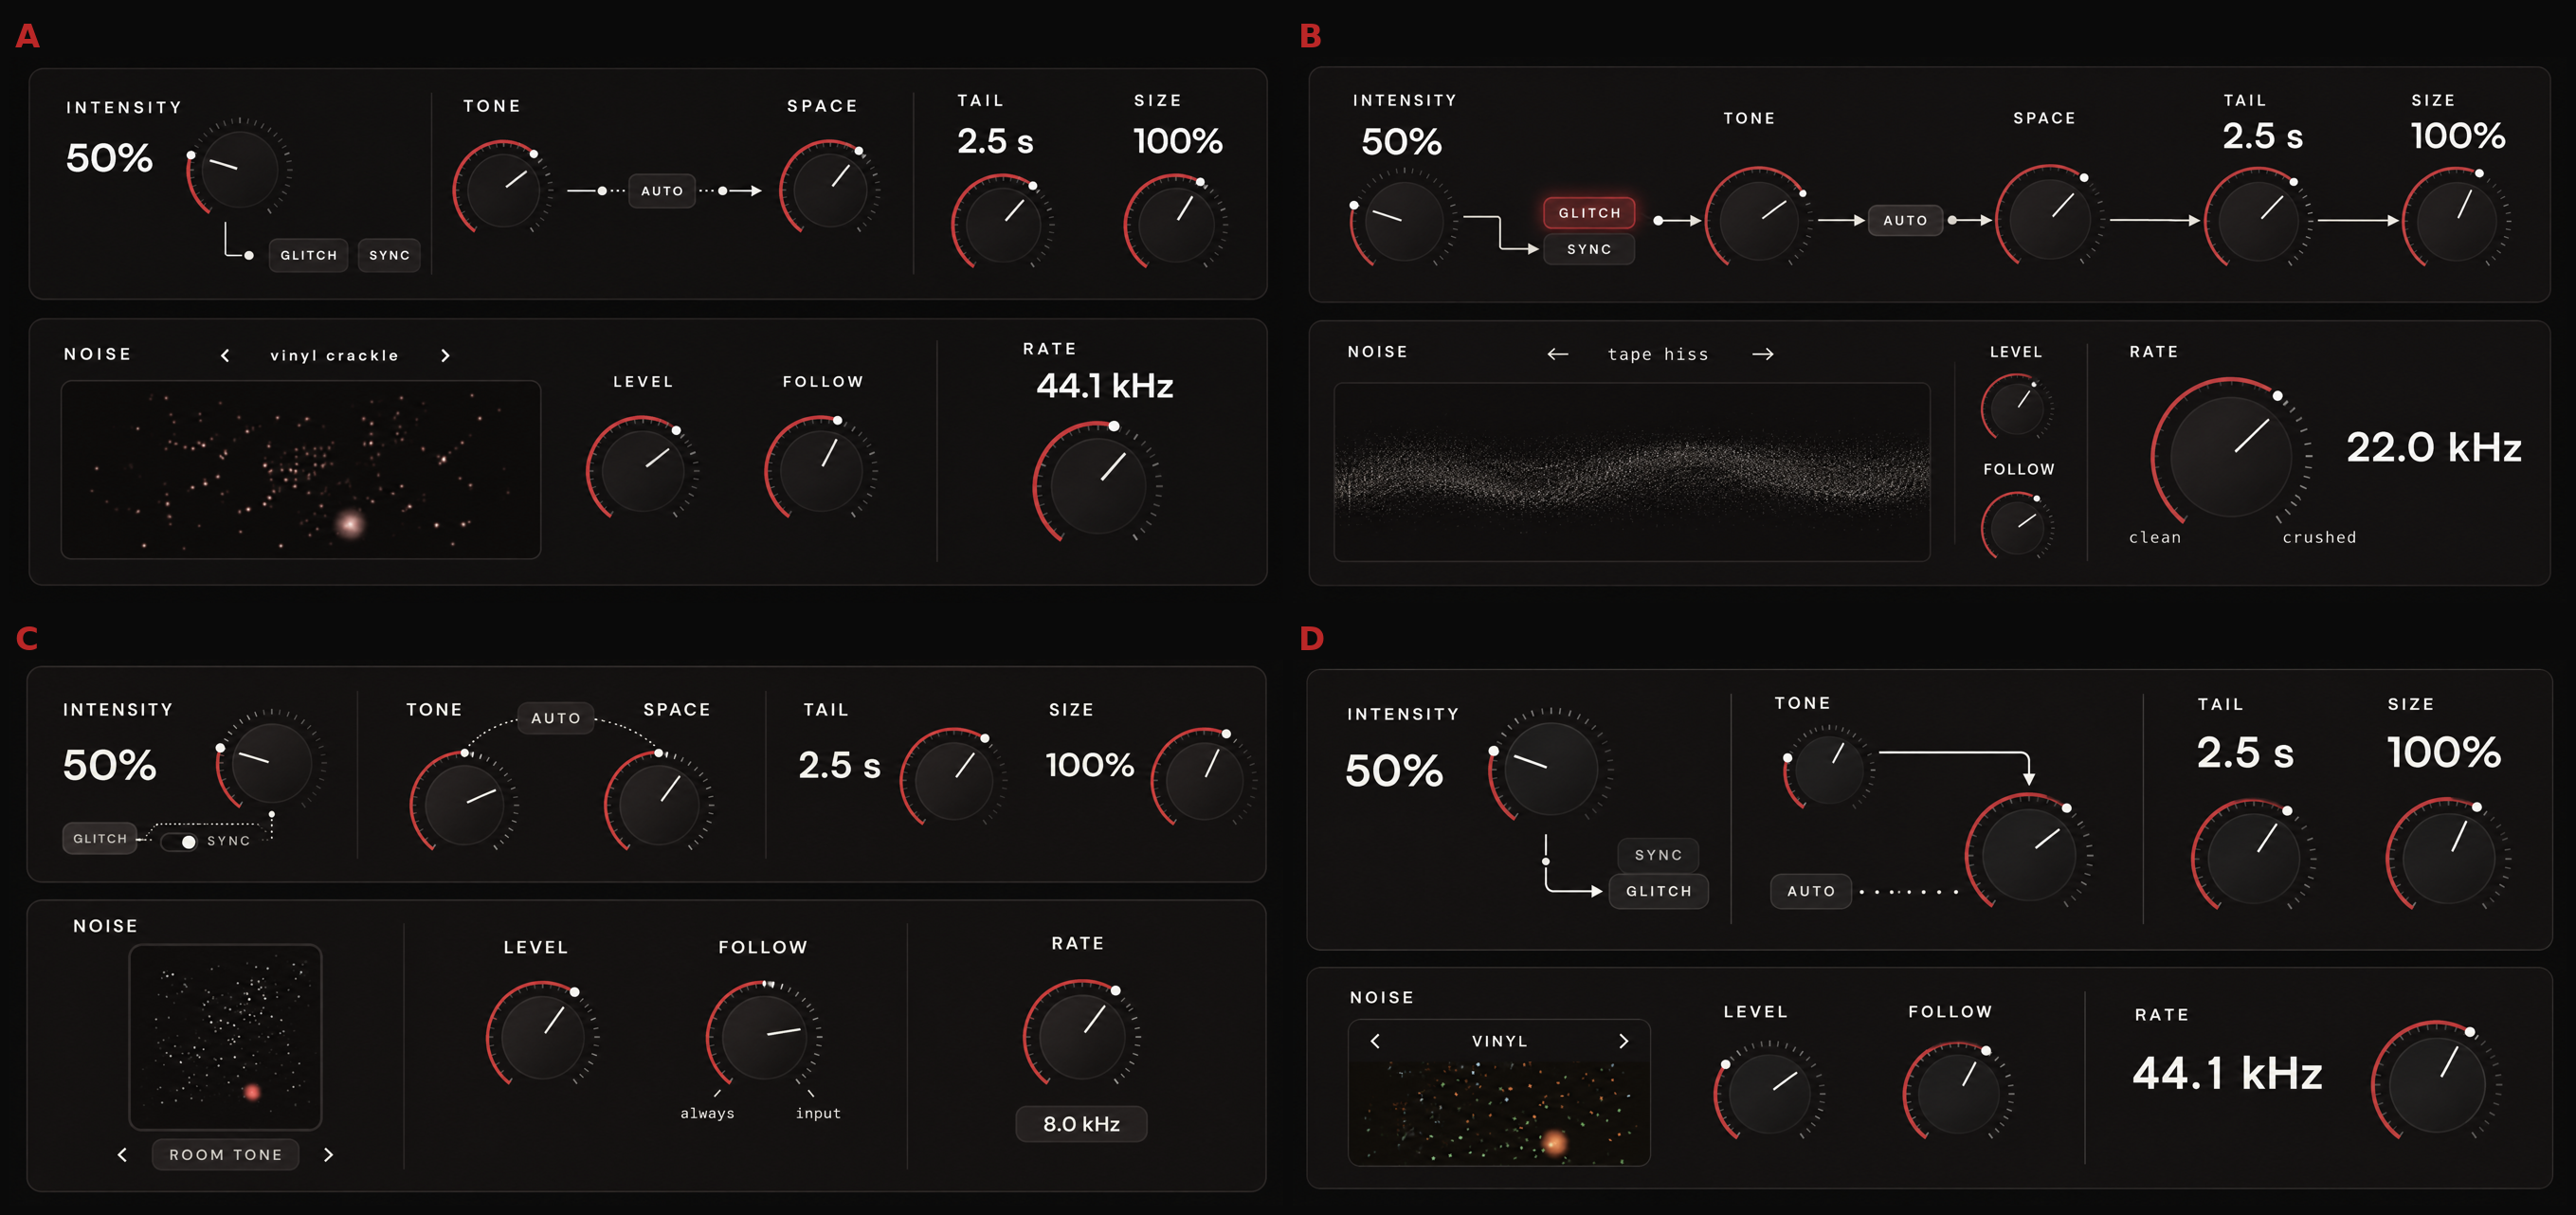 A
INTENSITY
50%
GLITCH
SYNC
TONE
AUTO
SPACE
TAIL
2.5 s
SIZE
100%
NOISE
vinyl crackle
LEVEL
FOLLOW
RATE
44.1 kHz
B
INTENSITY
50%
GLITCH
SYNC
TONE
AUTO
SPACE
TAIL
2.5 s
SIZE
100%
NOISE
tape hiss
LEVEL
FOLLOW
RATE
22.0 kHz
clean
crushed
C
INTENSITY
50%
GLITCH
SYNC
TONE
AUTO
SPACE
TAIL
2.5 s
SIZE
100%
NOISE
ROOM TONE
LEVEL
FOLLOW
always
input
RATE
8.0 kHz
D
INTENSITY
50%
SYNC
GLITCH
TONE
AUTO
TAIL
2.5 s
SIZE
100%
NOISE
VINYL
LEVEL
FOLLOW
RATE
44.1 kHz